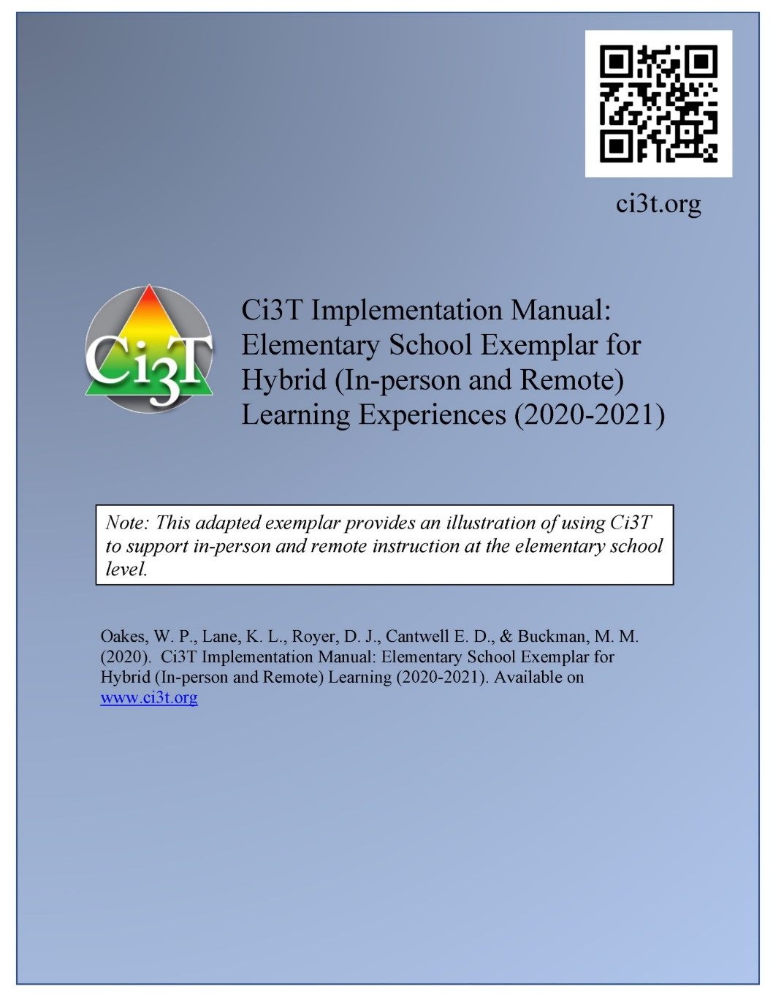 ci3t.org
Ci3T
Ci3T Implementation Manual:
Elementary School Exemplar for
Hybrid (In-person and Remote)
Learning Experiences (2020-2021)
Note: This adapted exemplar provides an illustration of using Ci3T
to support in-person and remote instruction at the elementary school
level.
Oakes, W. P., Lane, K. L., Royer, D. J., Cantwell E. D., & Buckman, M. M.
(2020).  Ci3T Implementation Manual: Elementary School Exemplar for
Hybrid (In-person and Remote) Learning (2020-2021). Available on
www.ci3t.org